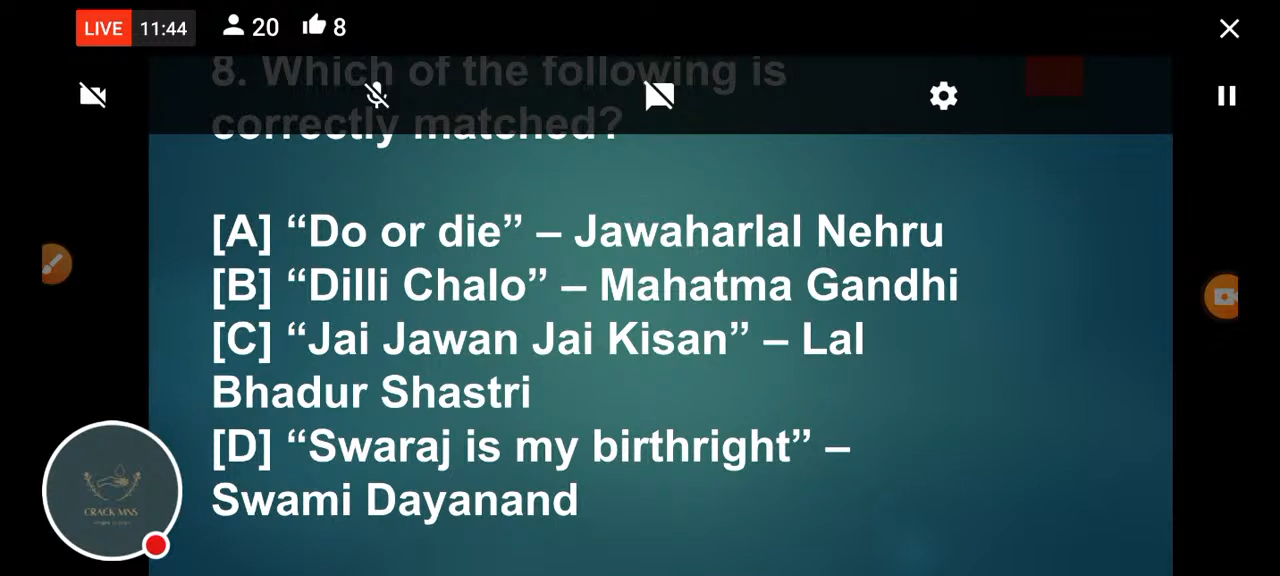 LIVE 11:44 20 8
8. Which of the following is
correctly matched?
[A] “Do or die” – Jawaharlal Nehru
[B] “Dilli Chalo” – Mahatma Gandhi
[C] “Jai Jawan Jai Kisan” – Lal
Bhadur Shastri
[D] “Swaraj is my birthright” –
Swami Dayanand
CRACK MNS